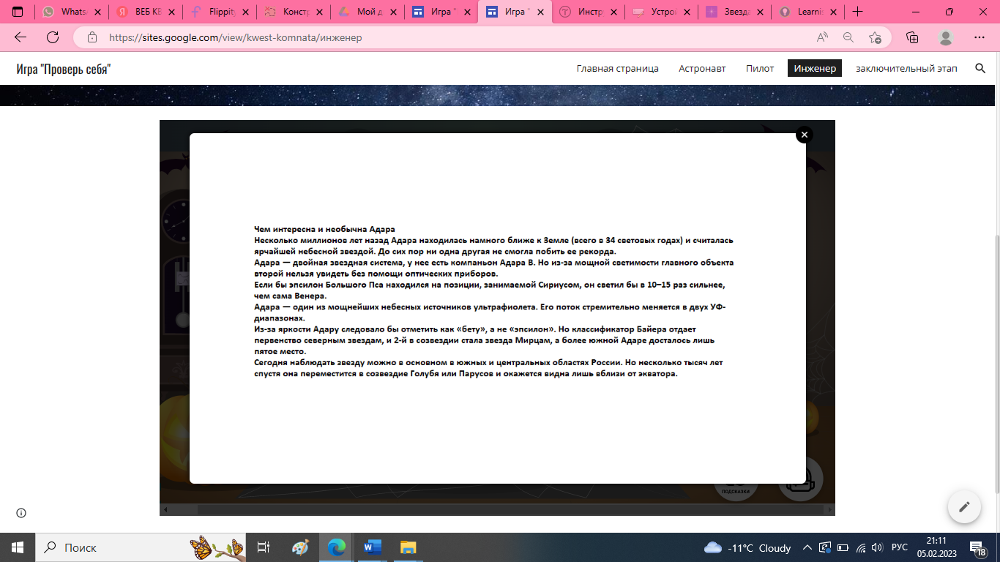 Whats
ВЕБ КВ
Flippit
Констр
Мой д
Игра "
Игра "
Инстр
Устрой
Звезда
Learnis
https://sites.google.com/view/kwest-komnata/инженер
Игра "Проверь себя"
Главная страница
Астронавт
Пилот
Инженер
заключительный этап
Чем интересна и необычна Адара
Несколько миллионов лет назад Адара находилась намного ближе к Земле (всего в 34 световых годах) и считалась
ярчайшей небесной звездой. До сих пор ни одна другая не смогла побить ее рекорда.
Адара — двойная звездная система, у нее есть компаньон Адара B. Но из-за мощной светимости главного объекта
второй нельзя увидеть без помощи оптических приборов.
Если бы эпсилон Большого Пса находился на позиции, занимаемой Сириусом, он светил бы в 10–15 раз сильнее,
чем сама Венера.
Адара — один из мощнейших небесных источников ультрафиолета. Его поток стремительно меняется в двух УФ-
диапазонах.
Из-за яркости Адару следовало бы отметить как «бету», а не «эпсилон». Но классификатор Байера отдает
первенство северным звездам, и 2-й в созвездии стала звезда Мирцам, а более южной Адаре досталось лишь
пятое место.
Сегодня наблюдать звезду можно в основном в южных и центральных областях России. Но несколько тысяч лет
спустя она переместится в созвездие Голубя или Парусов и окажется видна лишь вблизи от экватора.
ПОДСКАЗКИ
Поиск
-11°C Cloudy
РУС
21:11
05.02.2023
18